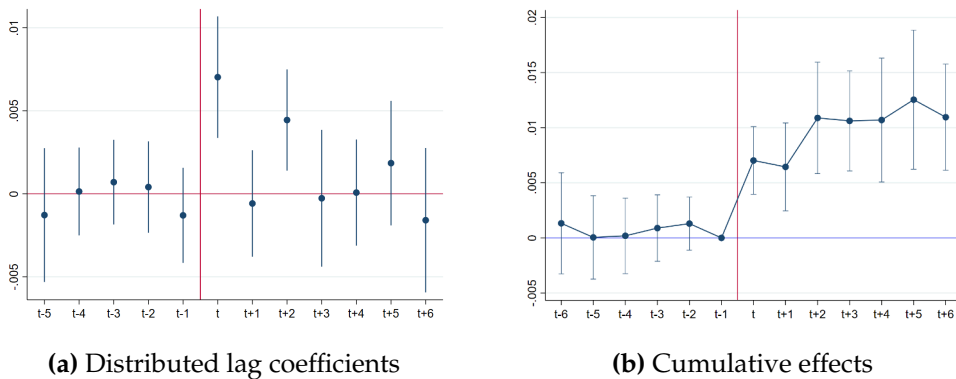 .01
.005
0
-.005
t-5 t-4 t-3 t-2 t-1 t t+1 t+2 t+3 t+4 t+5 t+6
(a) Distributed lag coefficients
.02
.015
.01
.005
0
-.005
t-6 t-5 t-4 t-3 t-2 t-1 t t+1 t+2 t+3 t+4 t+5 t+6
(b) Cumulative effects